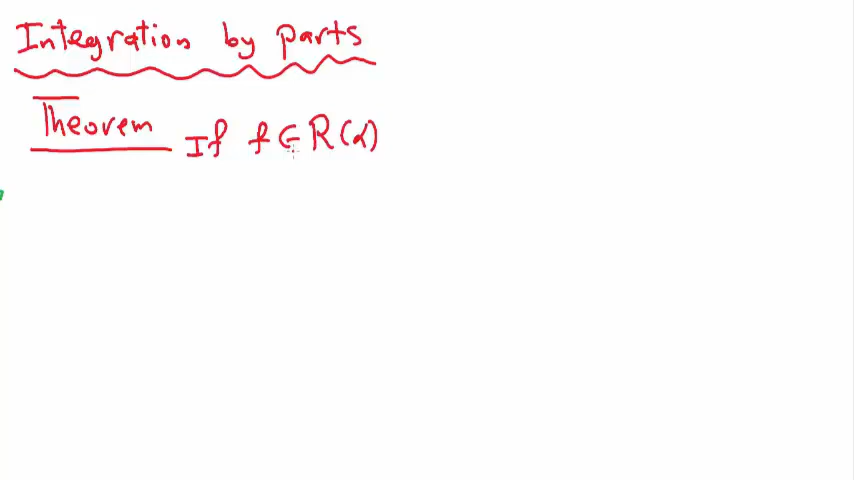 Integration by parts
Theorem If f ∈ R(α)